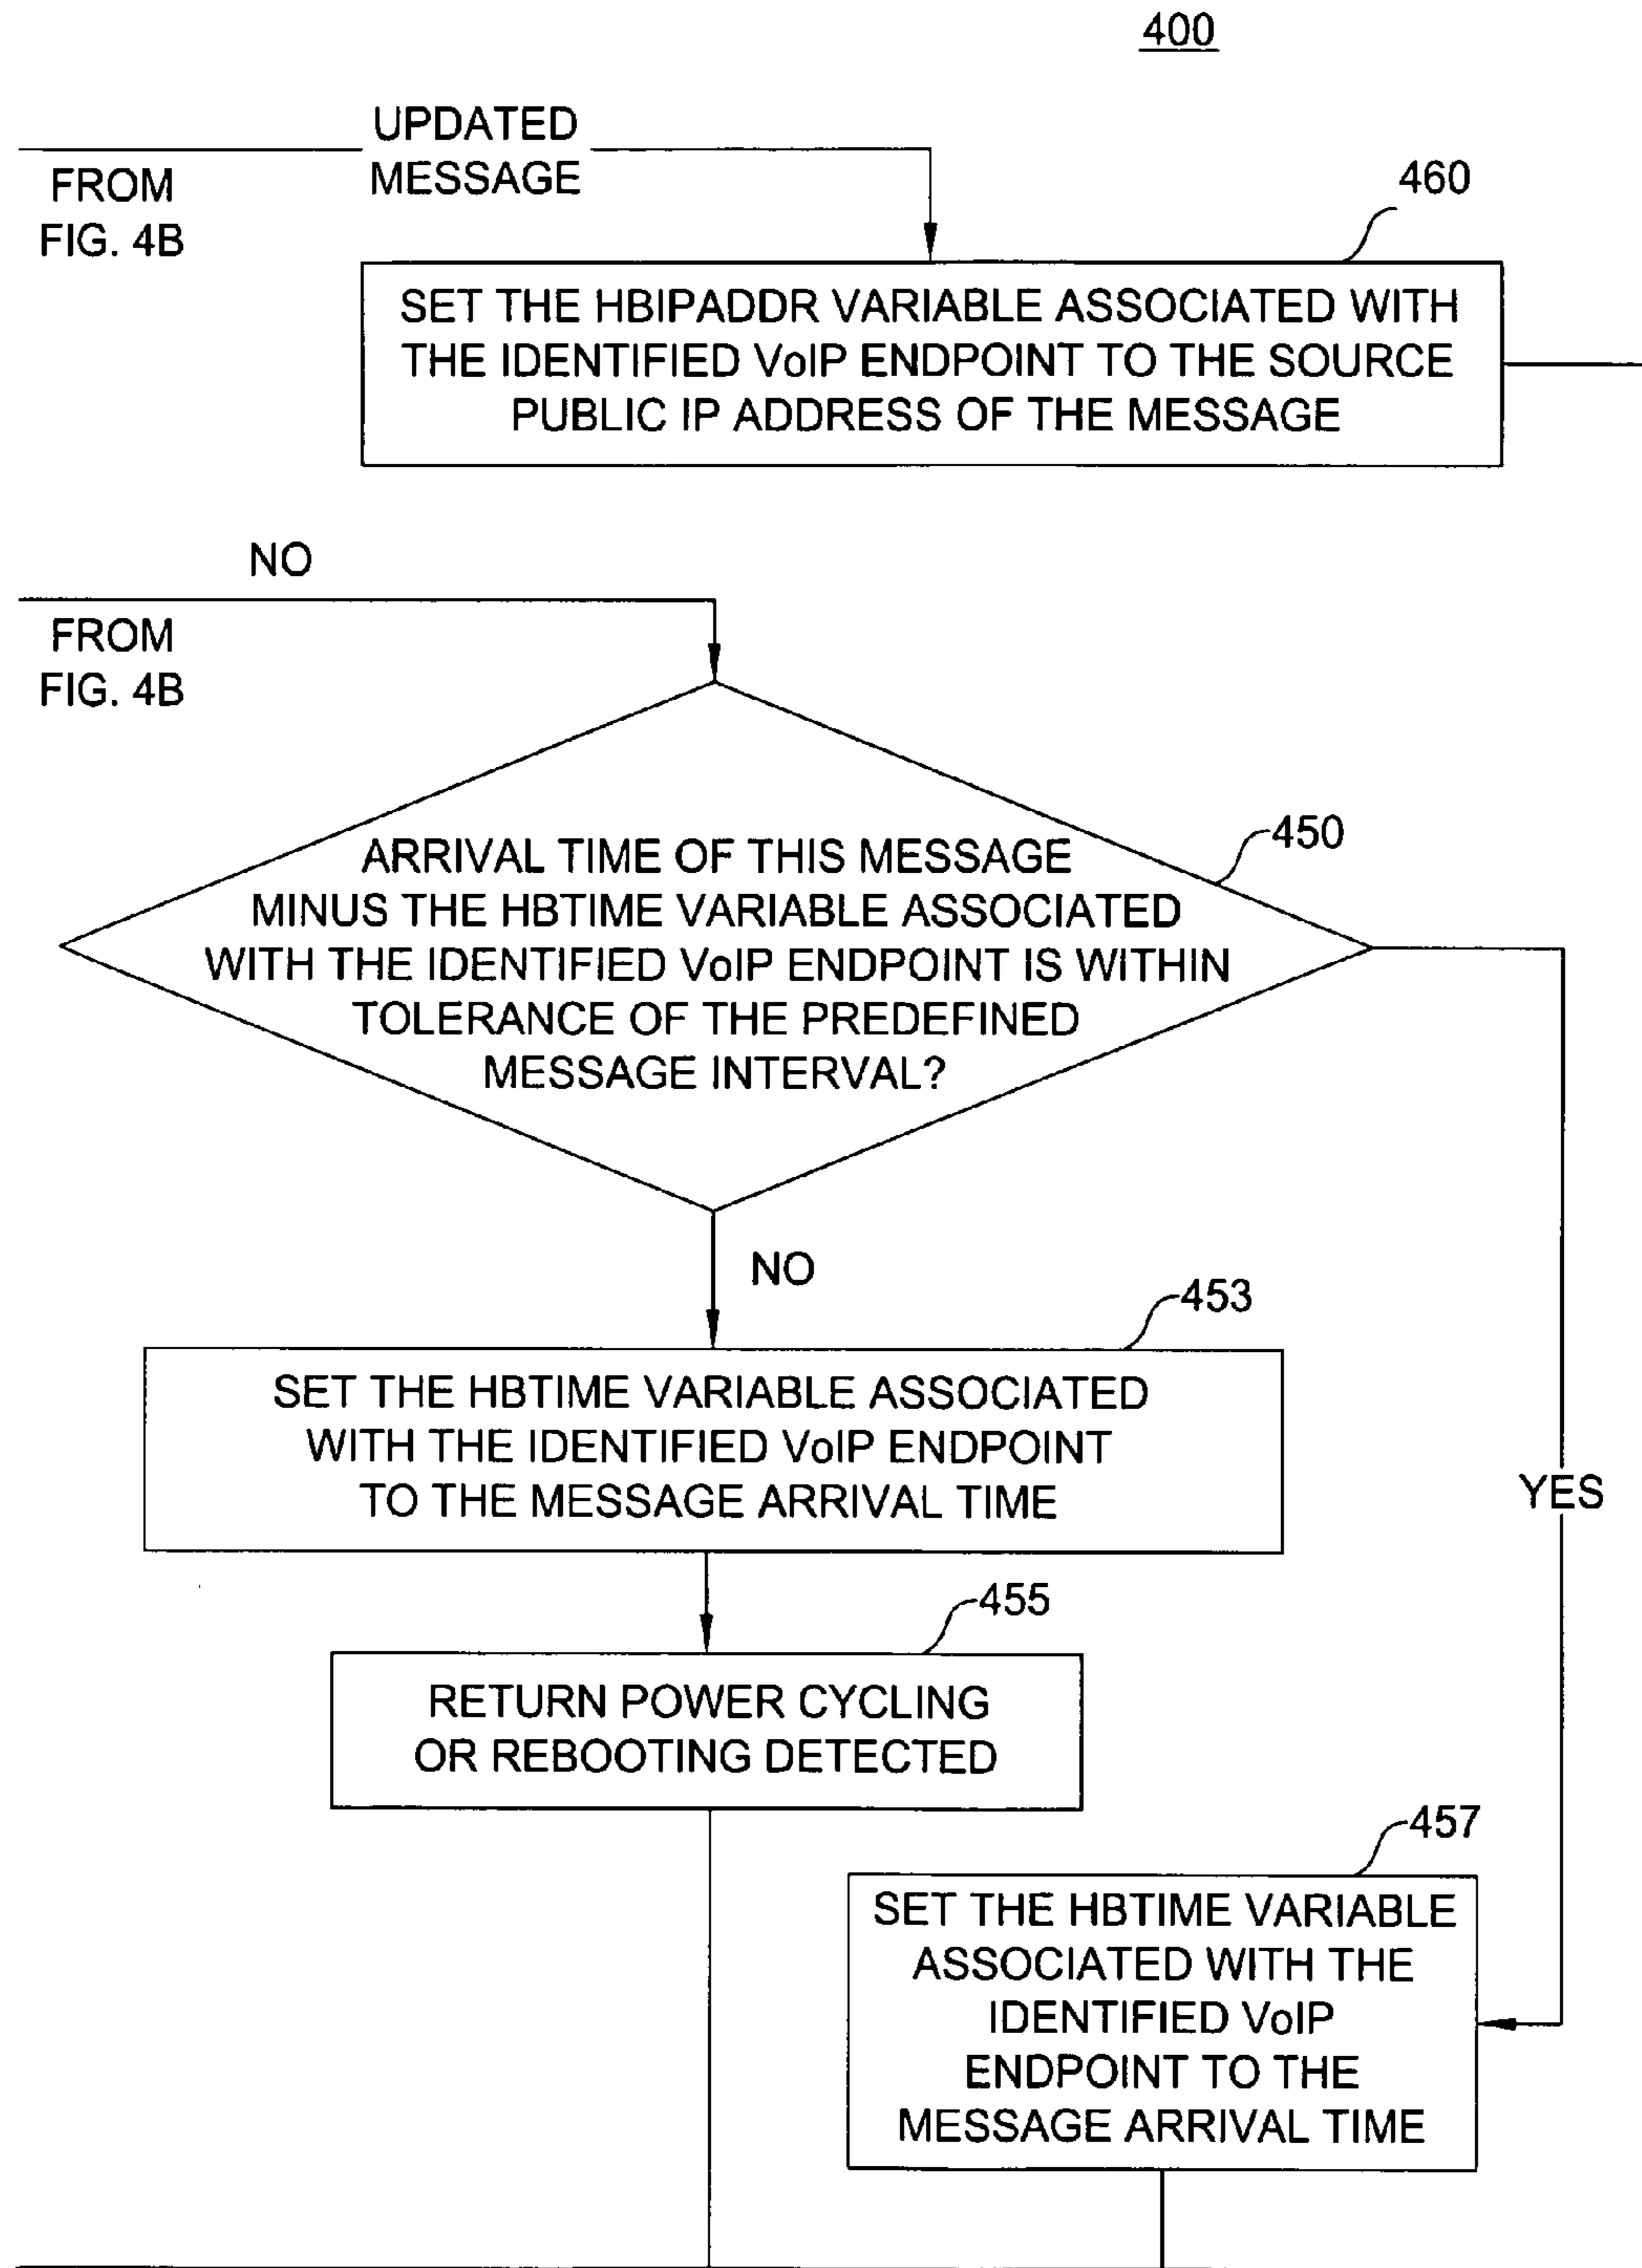 400
UPDATED
MESSAGE
FROM
FIG. 4B
460
SET THE HBIPADDR VARIABLE ASSOCIATED WITH
THE IDENTIFIED VoIP ENDPOINT TO THE SOURCE
PUBLIC IP ADDRESS OF THE MESSAGE
NO
FROM
FIG. 4B
450
ARRIVAL TIME OF THIS MESSAGE
MINUS THE HBTIME VARIABLE ASSOCIATED
WITH THE IDENTIFIED VoIP ENDPOINT IS WITHIN
TOLERANCE OF THE PREDEFINED
MESSAGE INTERVAL?
NO
453
SET THE HBTIME VARIABLE ASSOCIATED
WITH THE IDENTIFIED VoIP ENDPOINT
TO THE MESSAGE ARRIVAL TIME
YES
455
RETURN POWER CYCLING
OR REBOOTING DETECTED
457
SET THE HBTIME VARIABLE
ASSOCIATED WITH THE
IDENTIFIED VoIP
ENDPOINT TO THE
MESSAGE ARRIVAL TIME